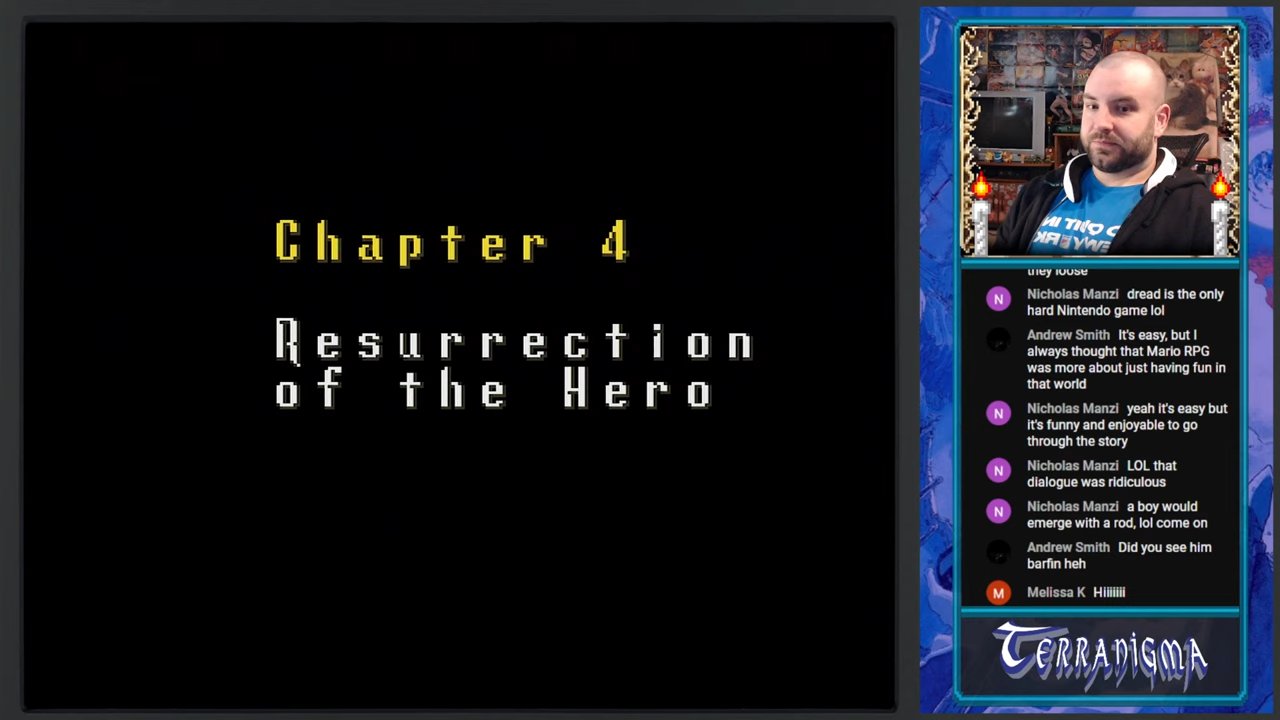 Chapter 4
Resurrection
of the Hero
they loose
Nicholas Manzi dread is the only
hard Nintendo game lol
Andrew Smith It's easy, but I
always thought that Mario RPG
was more about just having fun in
that world
Nicholas Manzi yeah it's easy but
it's funny and enjoyable to go
through the story
Nicholas Manzi LOL that
dialogue was ridiculous
Nicholas Manzi a boy would
emerge with a rod, lol come on
Andrew Smith Did you see him
barfin heh
Melissa K Hiiiiiii
N
N
N
N
M
TERRANiGMA